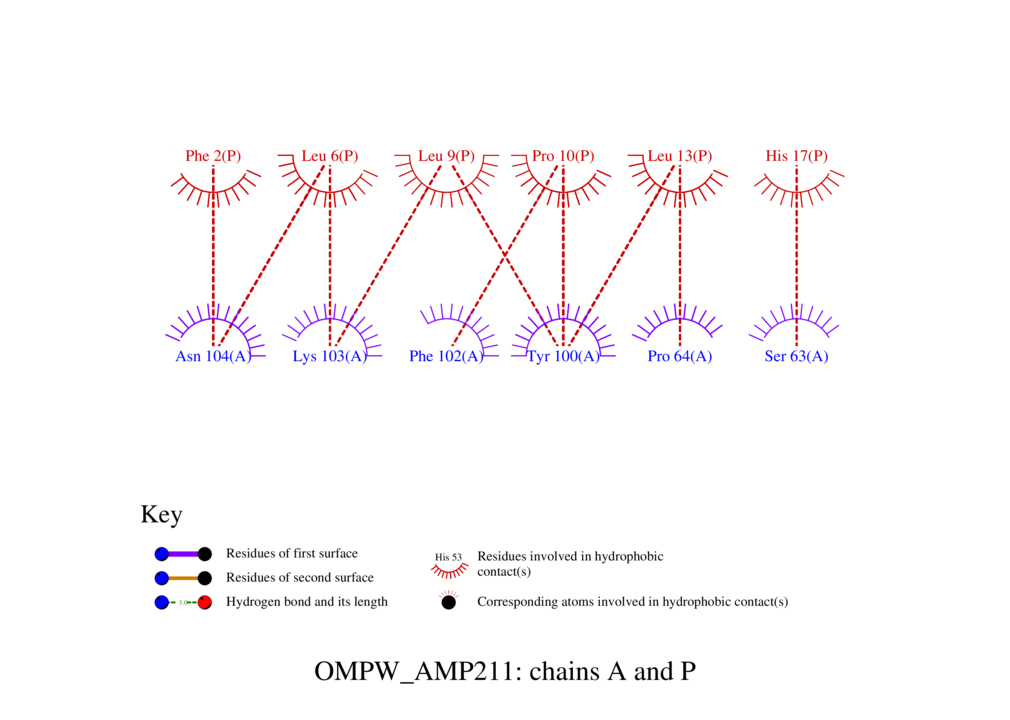 Phe 2(P) Leu 6(P) Leu 9(P) Pro 10(P) Leu 13(P) His 17(P)
Asn 104(A) Lys 103(A) Phe 102(A) Tyr 100(A) Pro 64(A) Ser 63(A)
Key
Residues of first surface
Residues of second surface
3.0
Hydrogen bond and its length
His 53
Residues involved in hydrophobic
contact(s)
Corresponding atoms involved in hydrophobic contact(s)
OMPW_AMP211: chains A and P